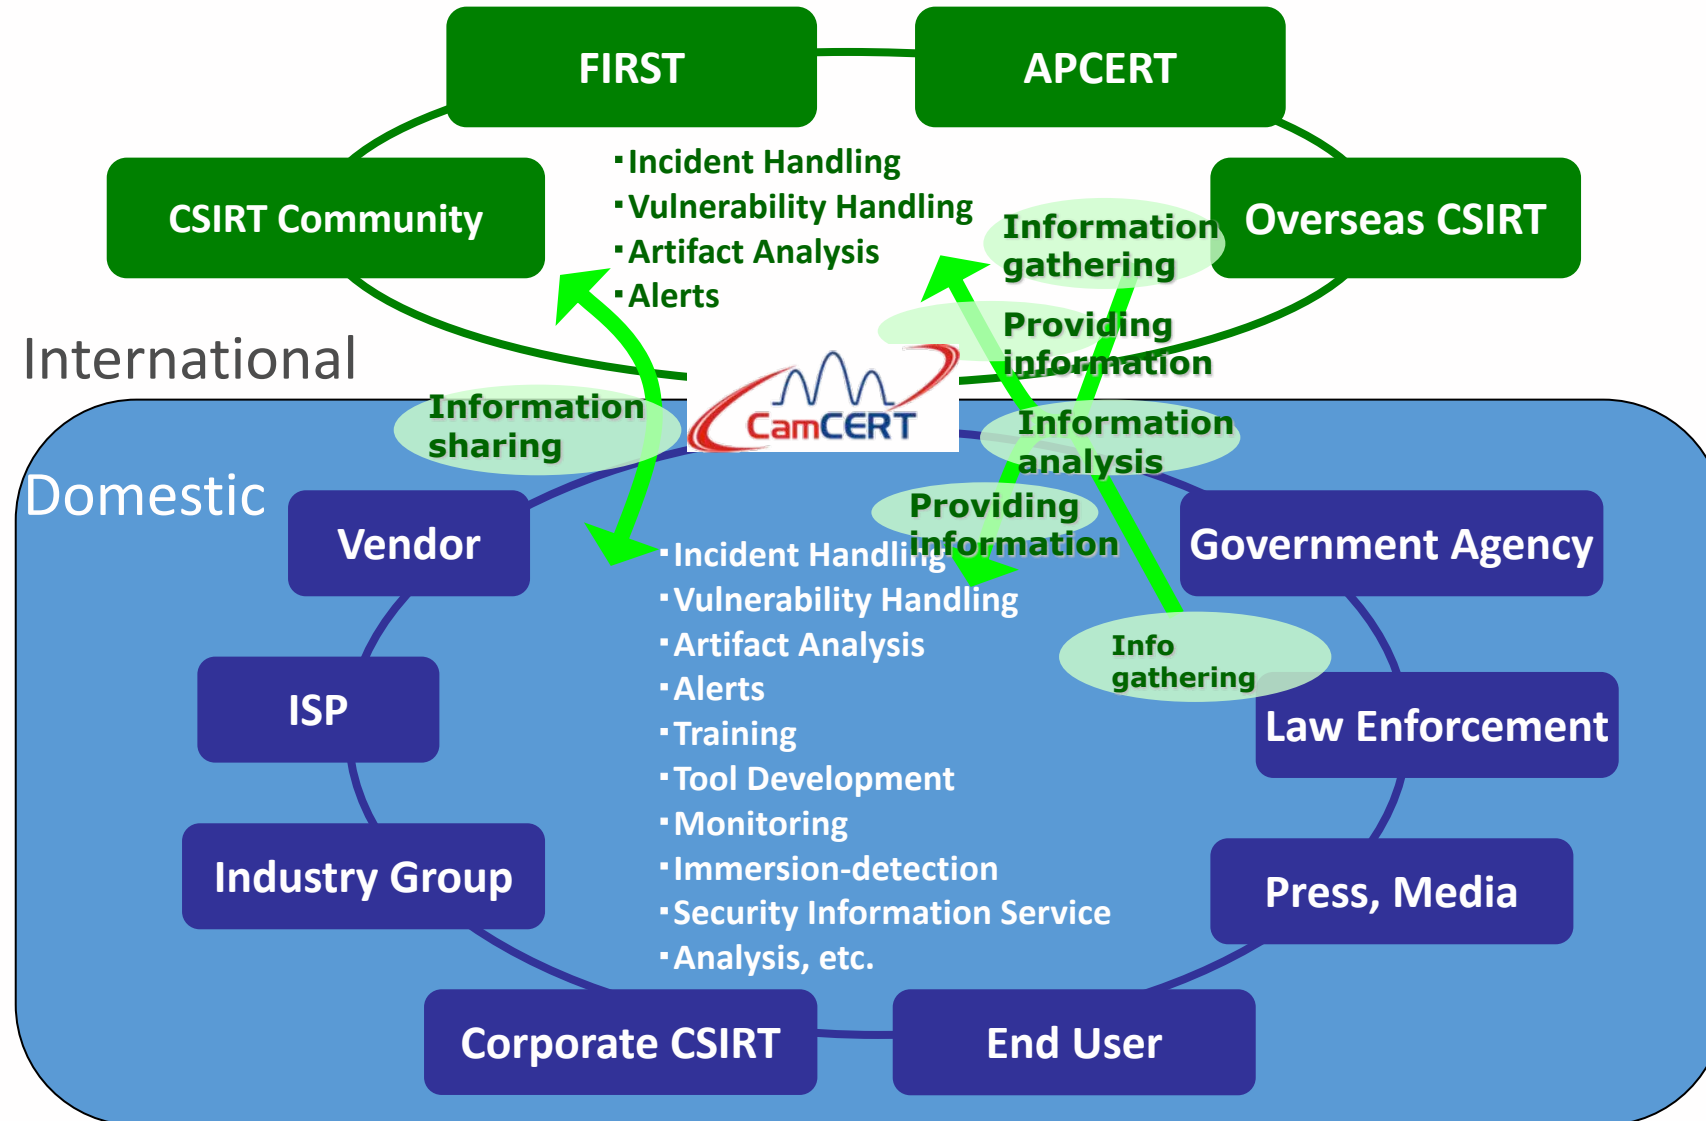 FIRST
APCERT
CSIRT Community
Overseas CSIRT
▪Incident Handling
▪Vulnerability Handling
▪Artifact Analysis
▪Alerts
Information
gathering
Providing
information
International
CamCERT
Information
sharing
Information
analysis
Domestic
Providing
information
Vendor
Government Agency
▪Incident Handling
▪Vulnerability Handling
▪Artifact Analysis
▪Alerts
▪Training
▪Tool Development
▪Monitoring
▪Immersion-detection
▪Security Information Service
▪Analysis, etc.
Info
gathering
ISP
Law Enforcement
Industry Group
Press, Media
Corporate CSIRT
End User